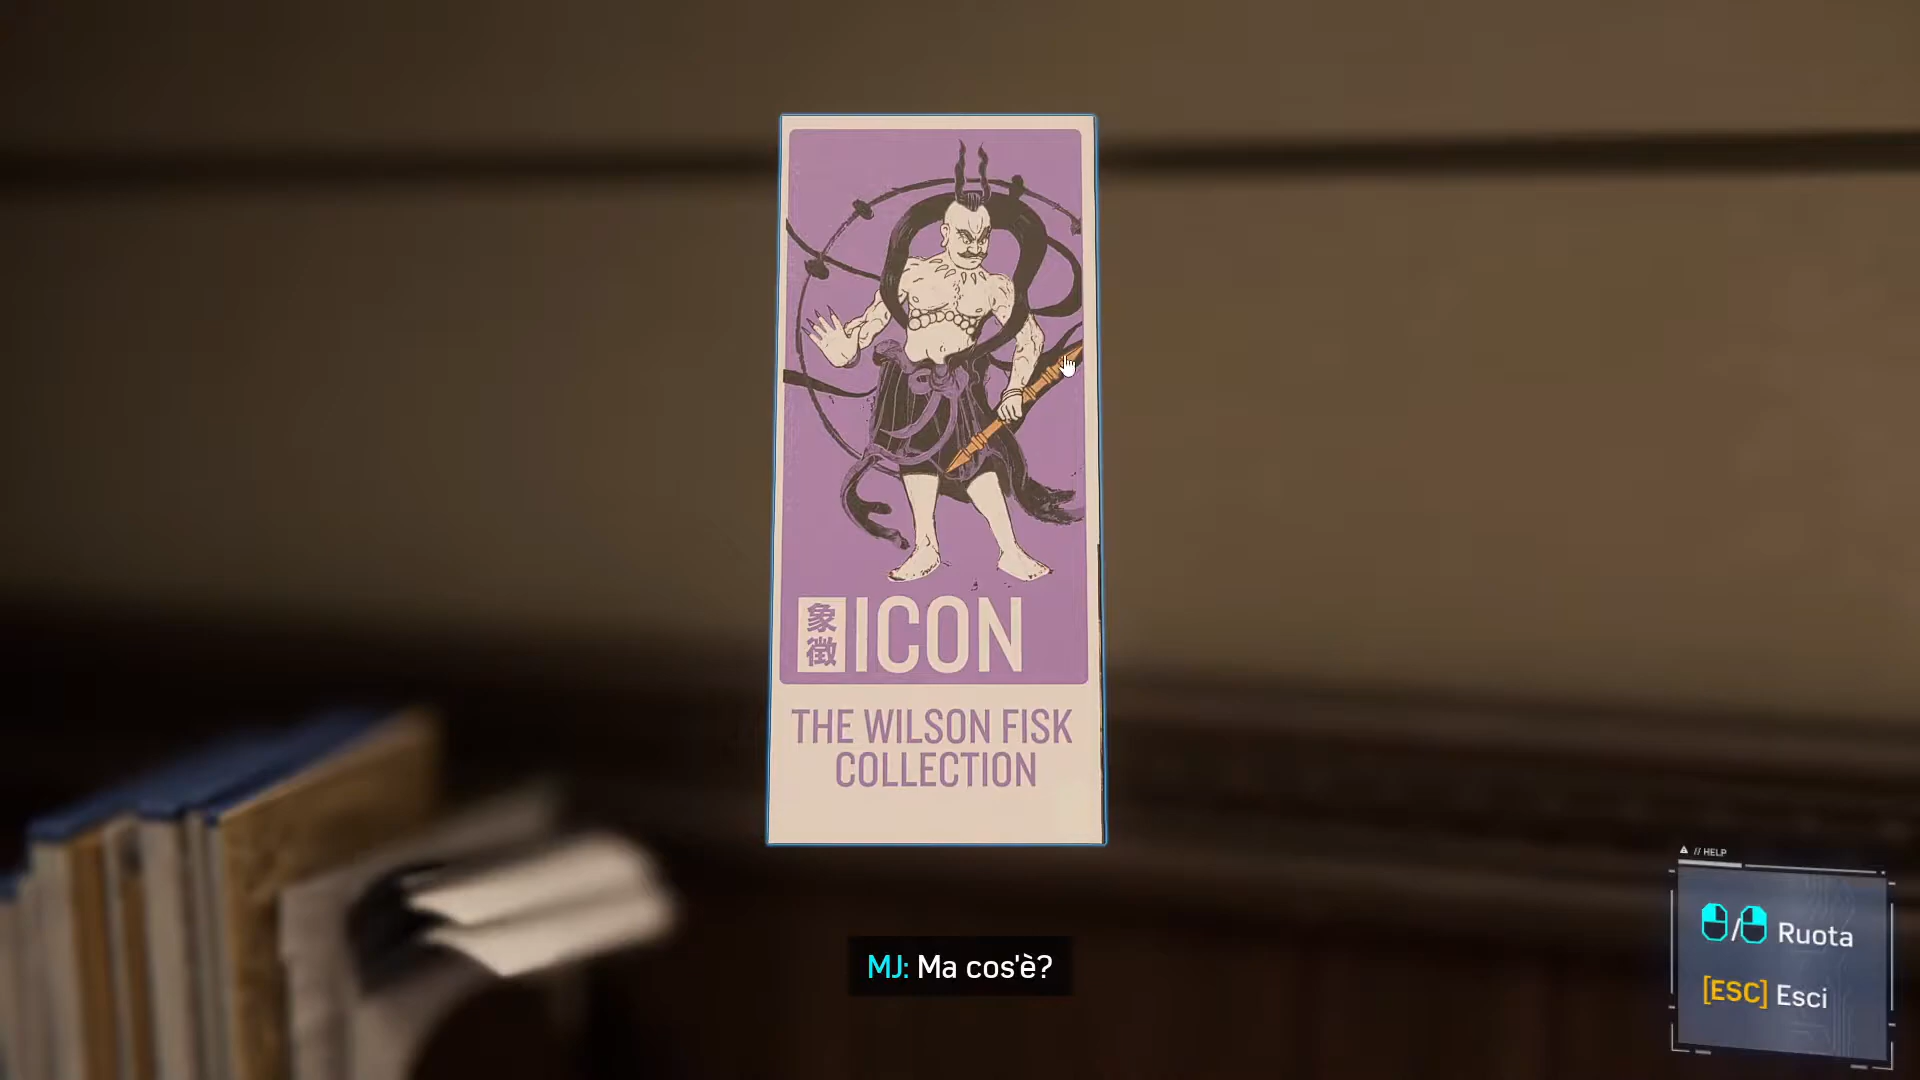 象徴
ICON
THE WILSON FISK
COLLECTION
MJ: Ma cos'è?
// HELP
/ Ruota
[ESC] Esci